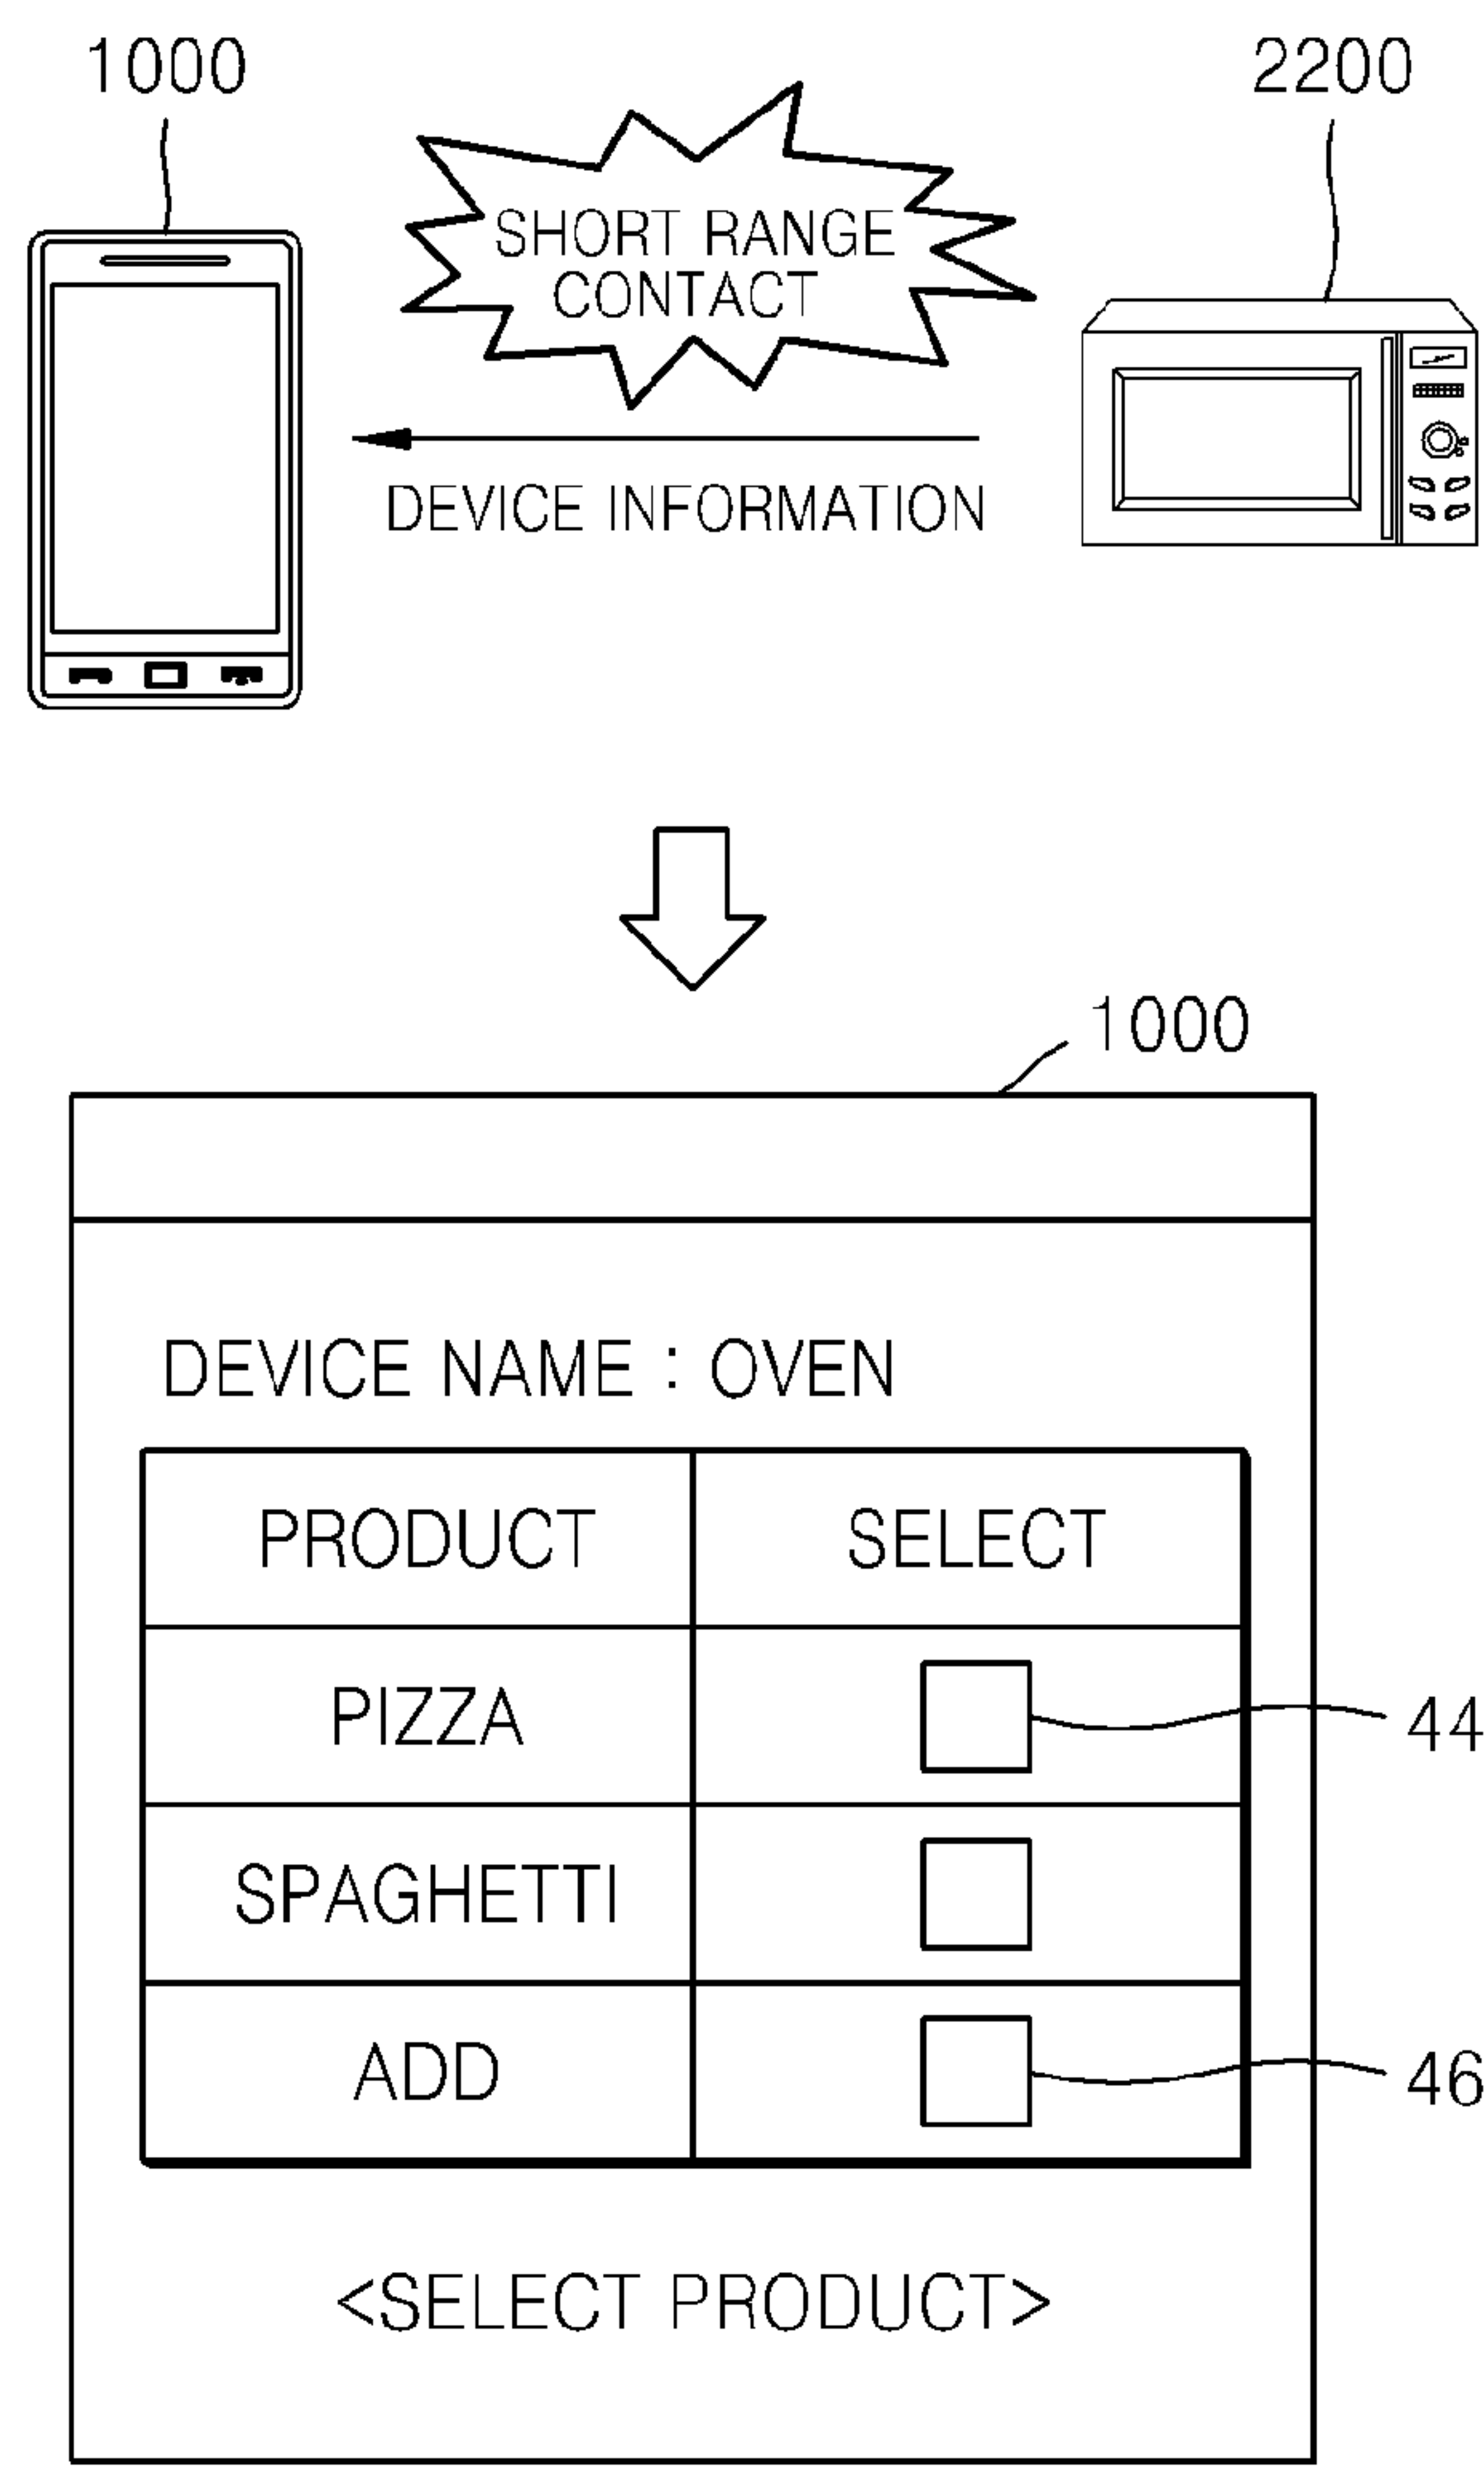 1000
2200
SHORT RANGE
CONTACT
DEVICE INFORMATION
1000
DEVICE NAME : OVEN
PRODUCT SELECT
PIZZA
44
SPAGHETTI
ADD
46
<SELECT PRODUCT>